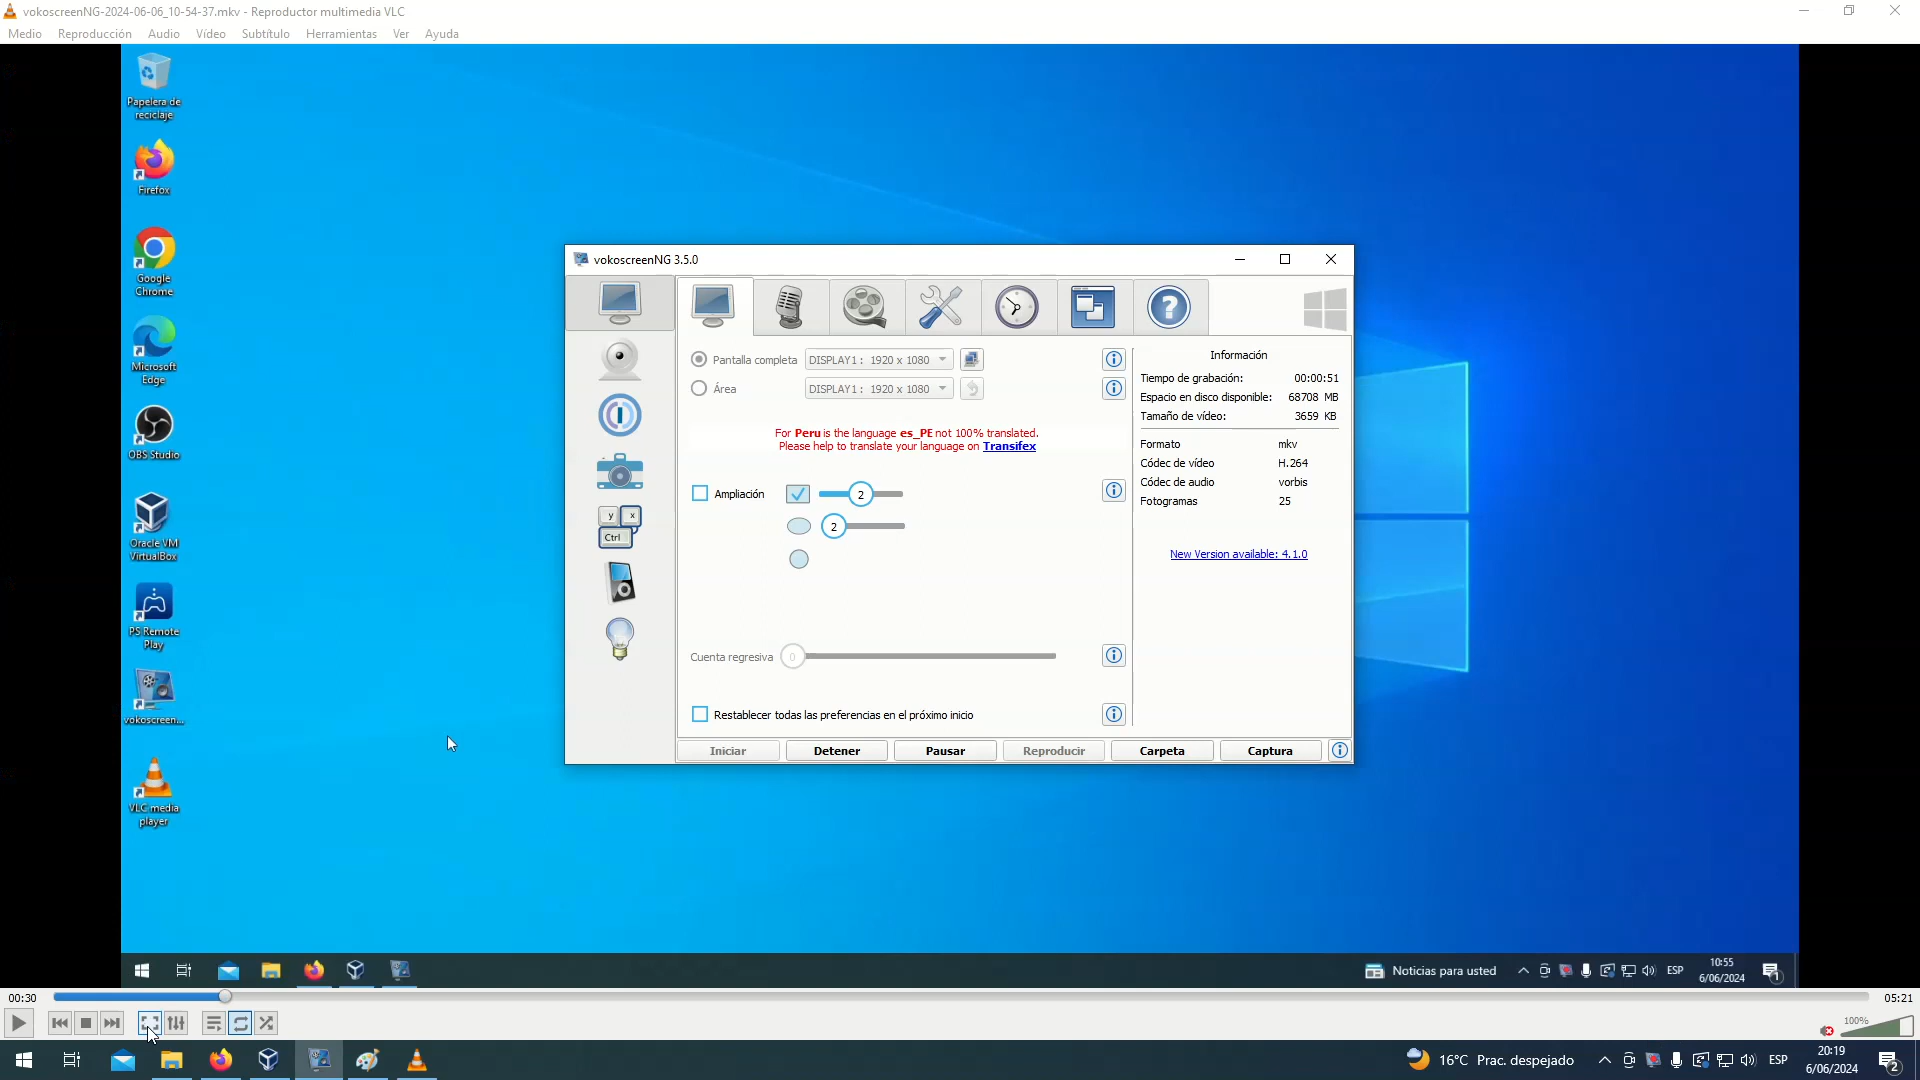 vokoscreenNG-2024-06-06_10-54-37.mkv - Reproductor multimedia VLC
Medio Reproducción Audio Vídeo Subtítulo Herramientas Ver Ayuda
Papelera de
reciclaje
Firefox
Google
Chrome
Microsoft
Edge
OBS Studio
Oracle VM
VirtualBox
PS Remote
Play
vokoscreen...
VLC media
player
vokoscreenNG 3.5.0
Pantalla completa DISPLAY1 : 1920 x 1080
Área DISPLAY1 : 1920 x 1080
For Peru is the language es_PE not 100% translated.
Please help to translate your language on Transifex
Ampliación 2
2
y x
Ctrl
Cuenta regresiva 0
Restablecer todas las preferencias en el próximo inicio
Información
Tiempo de grabación: 00:00:51
Espacio en disco disponible: 68708 MB
Tamaño de vídeo: 3659 KB
Formato mkv
Códec de vídeo H.264
Códec de audio vorbis
Fotogramas 25
New Version available: 4.1.0
Iniciar Detener Pausar Reproducir Carpeta Captura
Noticias para usted ESP 10:55
6/06/2024 1
00:30 05:21
100%
16°C Prac. despejado ESP 20:19
6/06/2024 2